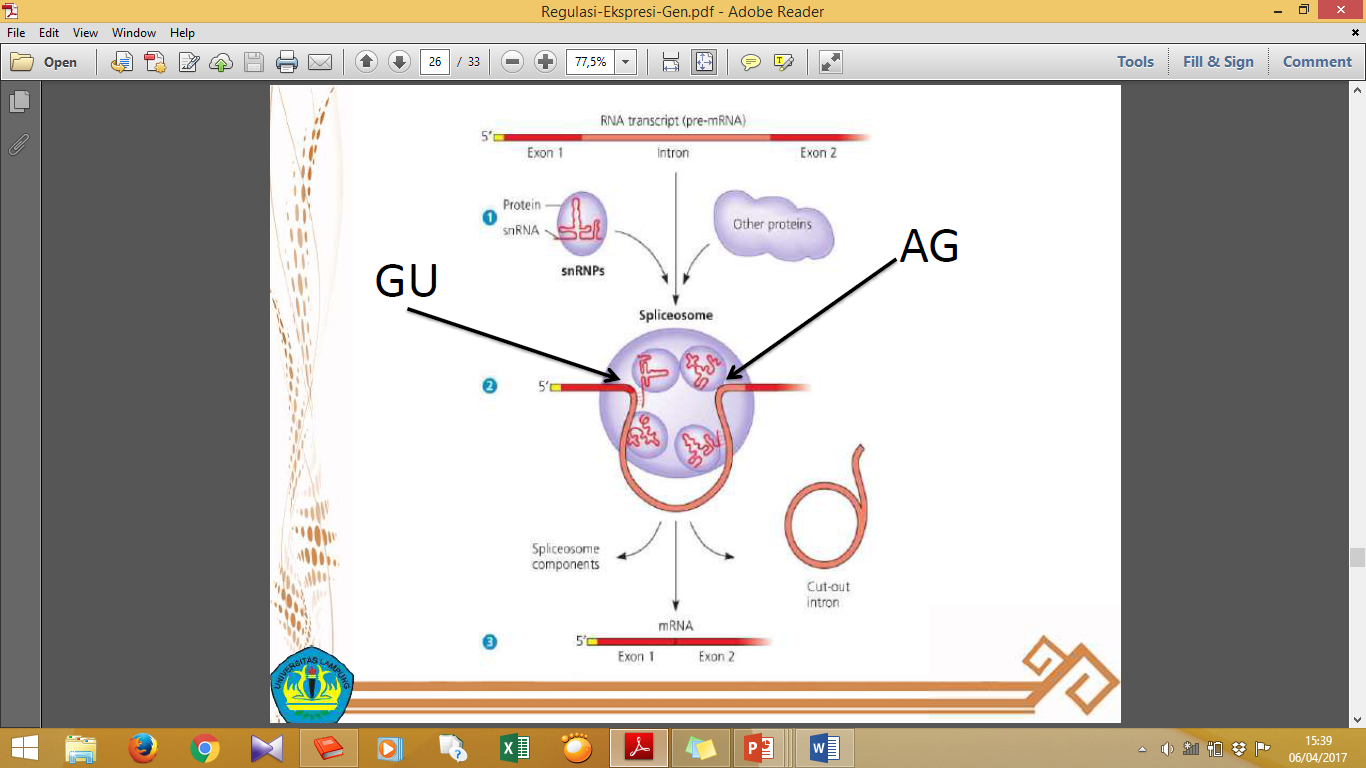 Regulasi-Ekspresi-Gen.pdf - Adobe Reader
File Edit View Window Help
Open 26 / 33 77,5% Tools Fill & Sign Comment
RNA transcript (pre-mRNA)
5'
Exon 1 Intron Exon 2
1 Protein
snRNA
snRNPs
Other proteins
GU
AG
Spliceosome
2 5'
Spliceosome
components
Cut-out
intron
mRNA
3 5'
Exon 1 Exon 2
UNIVERSITAS LAMPUNG
15:39
06/04/2017